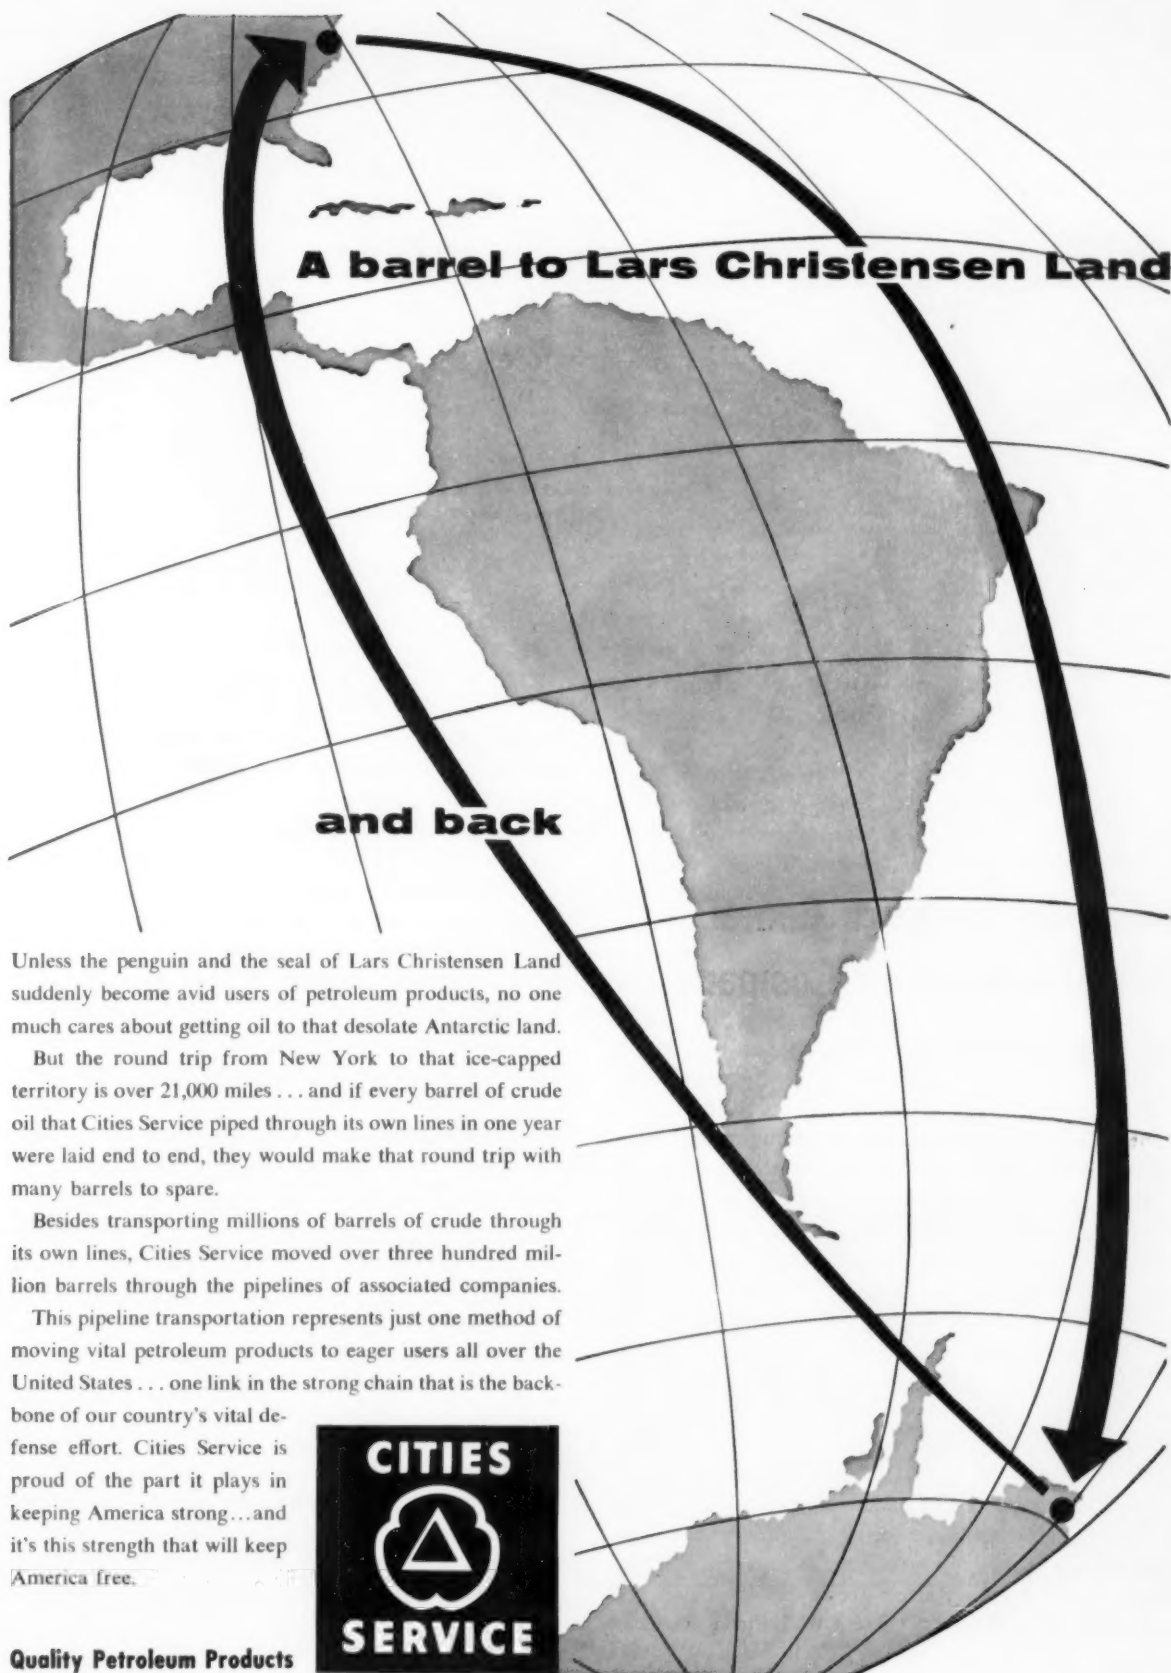 A barrel to Lars Christensen Land
and back
Unless the penguin and the seal of Lars Christensen Land
suddenly become avid users of petroleum products, no one
much cares about getting oil to that desolate Antarctic land.
But the round trip from New York to that ice-capped
territory is over 21,000 miles . . . and if every barrel of crude
oil that Cities Service piped through its own lines in one year
were laid end to end, they would make that round trip with
many barrels to spare.
Besides transporting millions of barrels of crude through
its own lines, Cities Service moved over three hundred mil-
lion barrels through the pipelines of associated companies.
This pipeline transportation represents just one method of
moving vital petroleum products to eager users all over the
United States . . . one link in the strong chain that is the back-
bone of our country's vital de-
fense effort. Cities Service is
proud of the part it plays in
keeping America strong...and
it's this strength that will keep
America free.
Quality Petroleum Products
CITIES
SERVICE